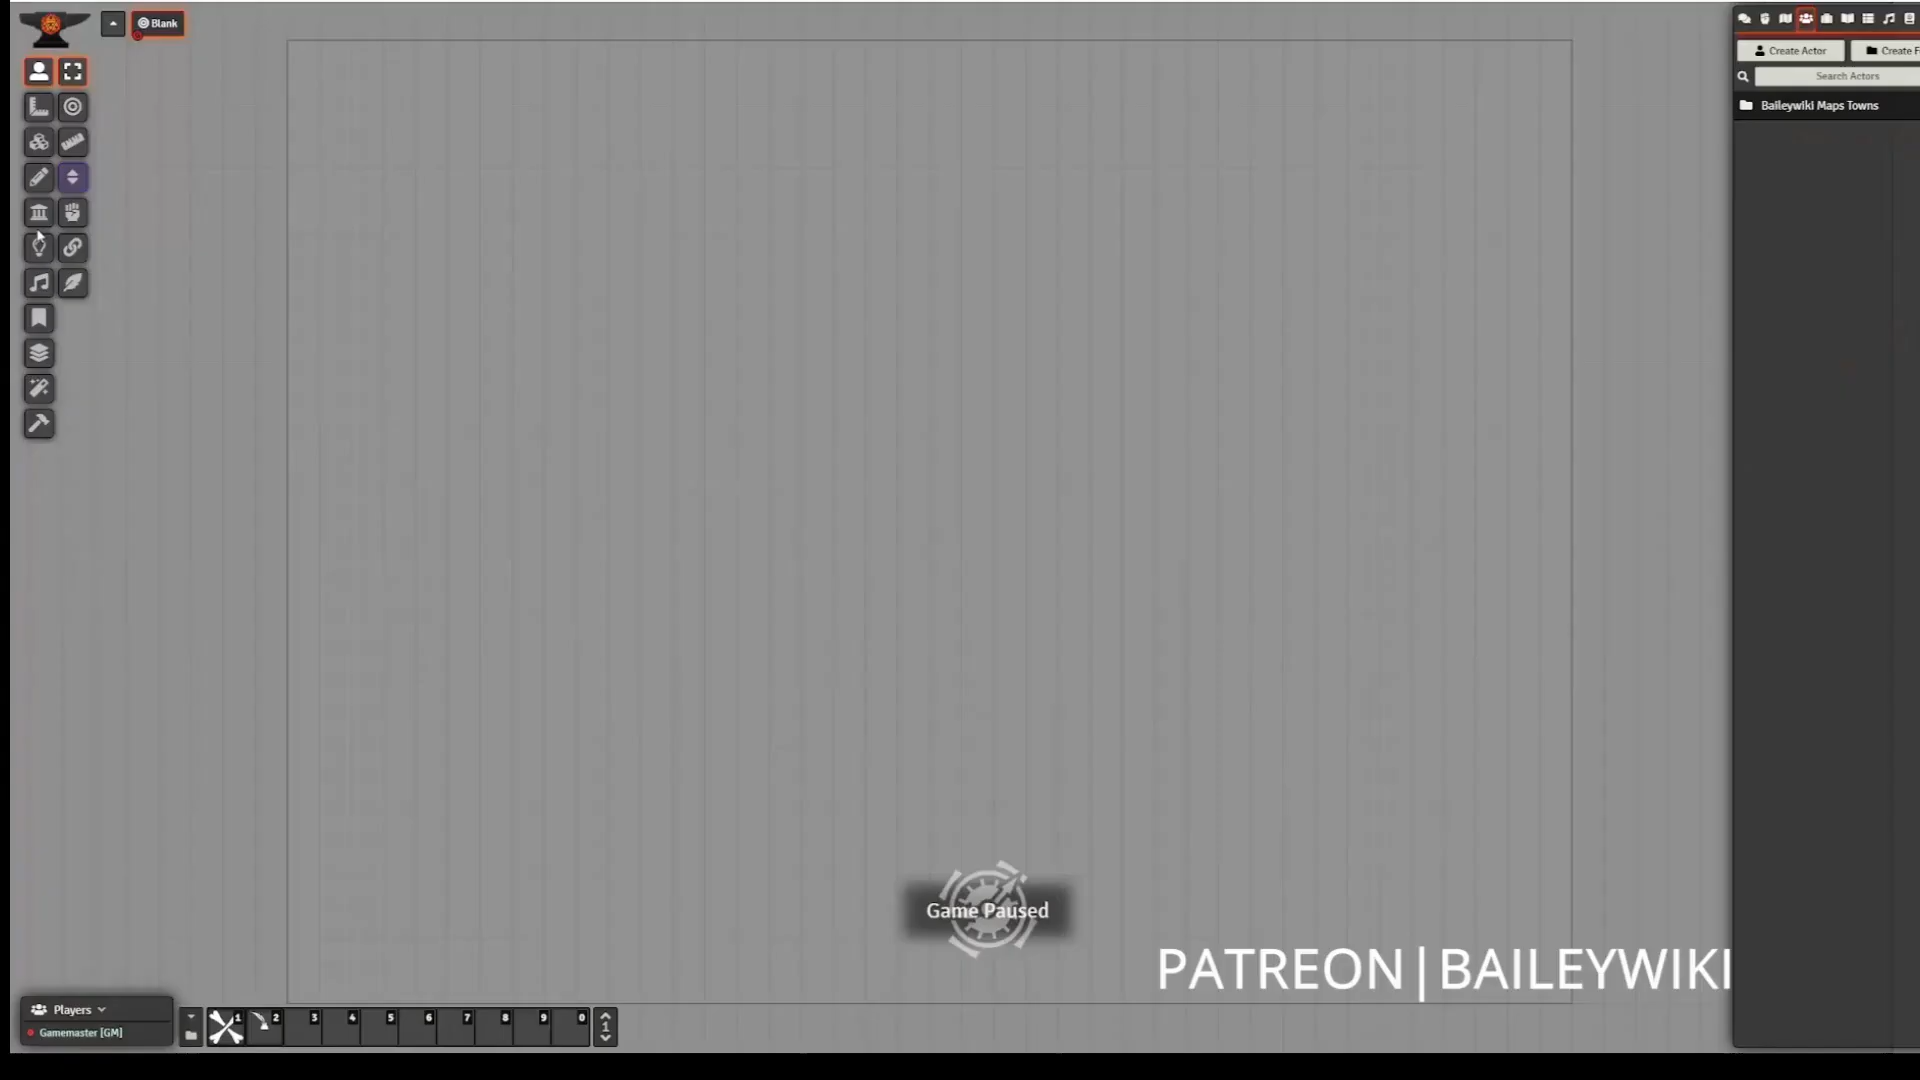 Blank
Create Actor
Create F
Search Actors
Baileywiki Maps Towns
Game Paused
PATREON|BAILEYWIKI
Players
Gamemaster [GM]
1 2 3 4 5 6 7 8 9 0
1